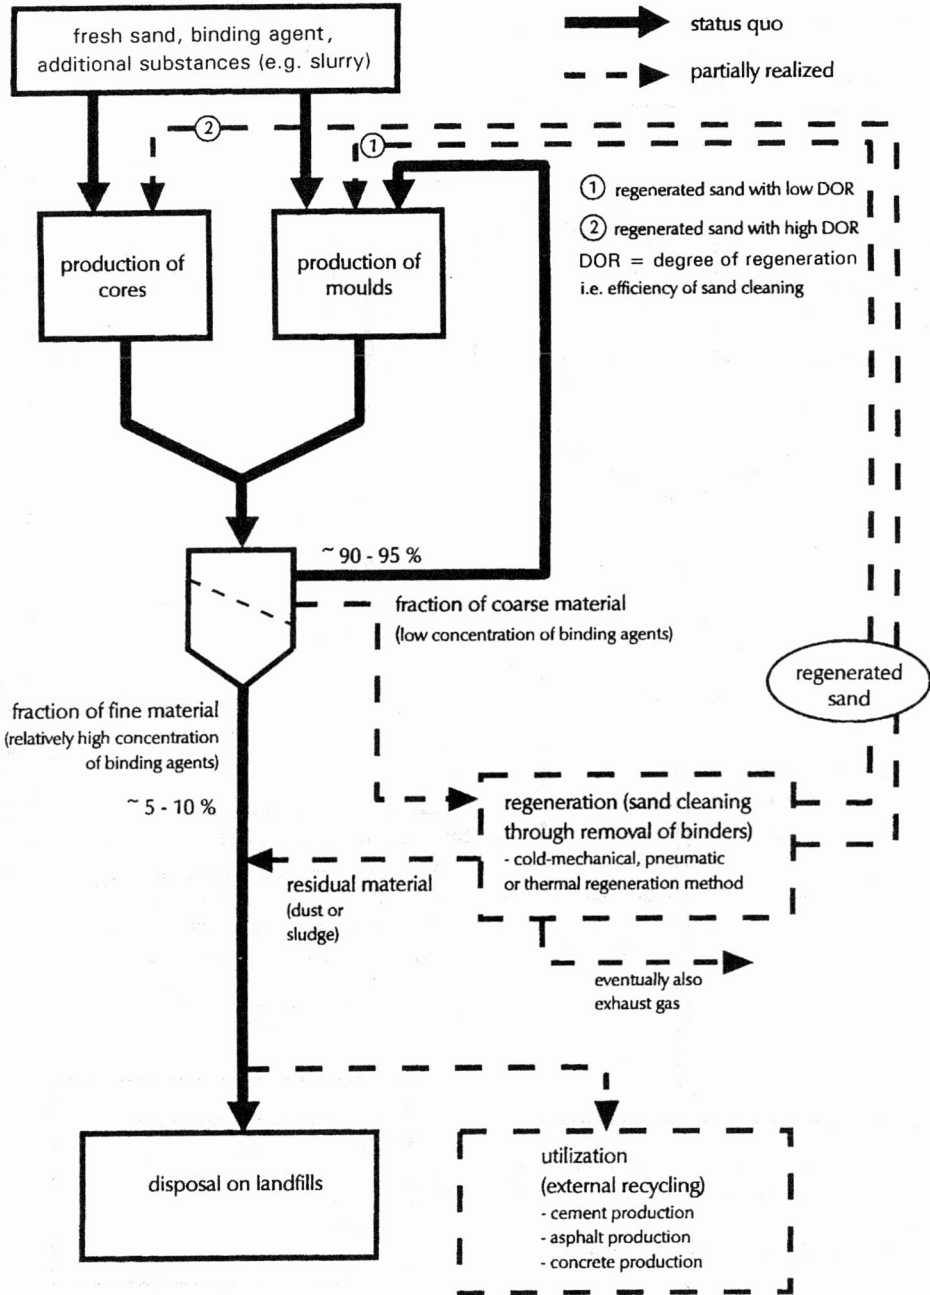 fresh sand, binding agent,
additional substances (e.g. slurry)
status quo
partially realized
2
1
1 regenerated sand with low DOR
2 regenerated sand with high DOR
DOR = degree of regeneration
i.e. efficiency of sand cleaning
production of
cores
production of
moulds
~ 90 - 95 %
fraction of coarse material
(low concentration of binding agents)
regenerated
sand
fraction of fine material
(relatively high concentration
of binding agents)
~ 5 - 10 %
regeneration (sand cleaning
through removal of binders)
- cold-mechanical, pneumatic
or thermal regeneration method
residual material
(dust or
sludge)
eventually also
exhaust gas
disposal on landfills
utilization
(external recycling)
- cement production
- asphalt production
- concrete production